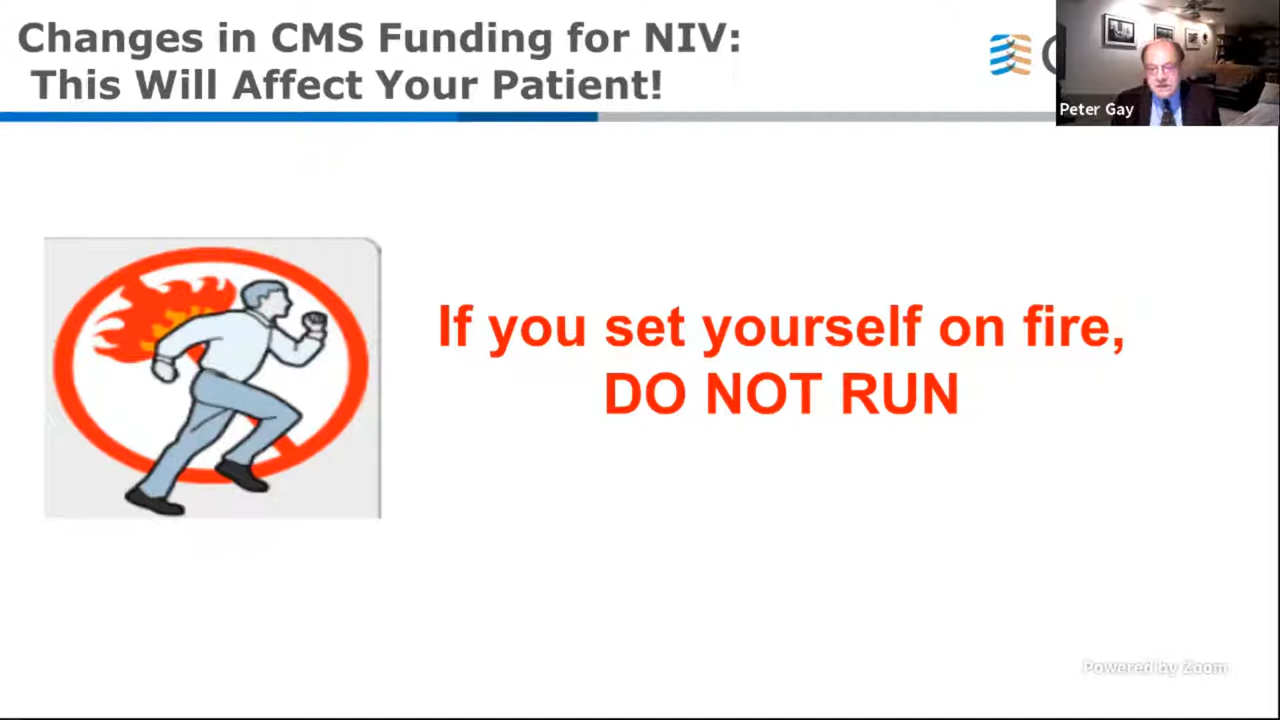 Changes in CMS Funding for NIV:
This Will Affect Your Patient!
Peter Gay
If you set yourself on fire,
DO NOT RUN
Powered by Zoom